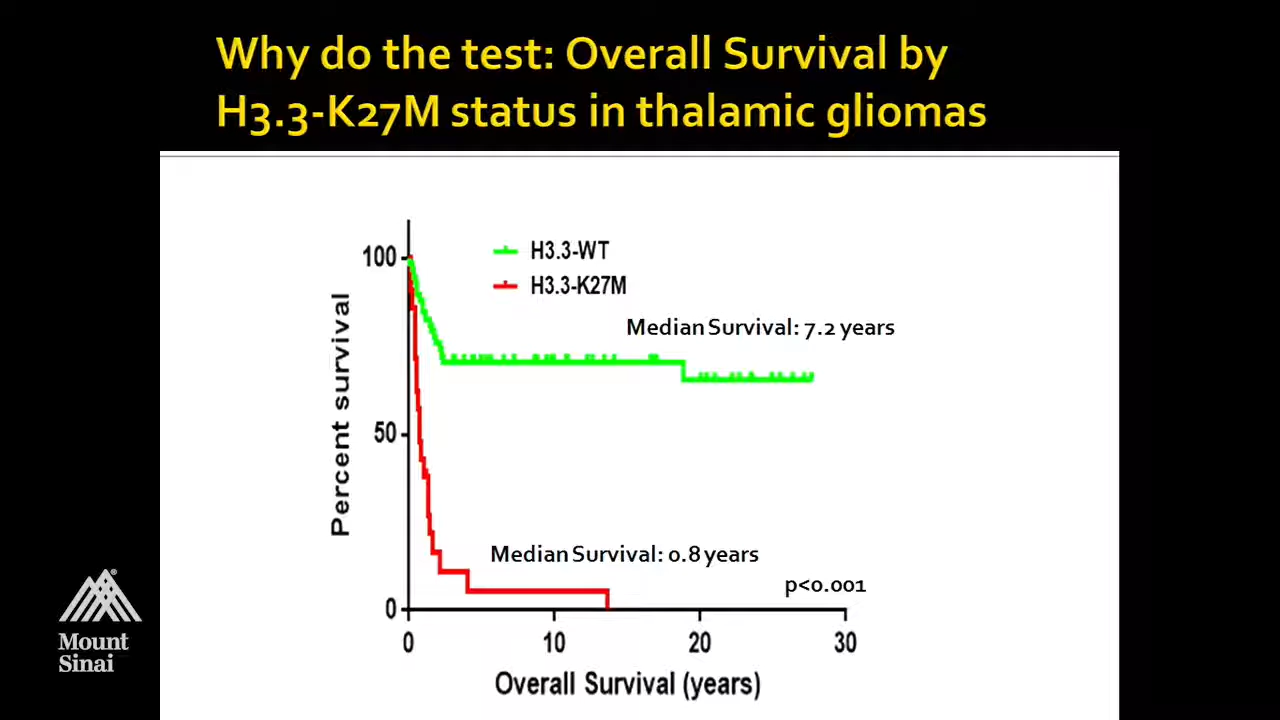 Why do the test: Overall Survival by
H3.3-K27M status in thalamic gliomas
H3.3-WT
H3.3-K27M
Median Survival: 7.2 years
100
50
0
Percent survival
Median Survival: 0.8 years
p<0.001
0 10 20 30
Overall Survival (years)
Mount
Sinai
®